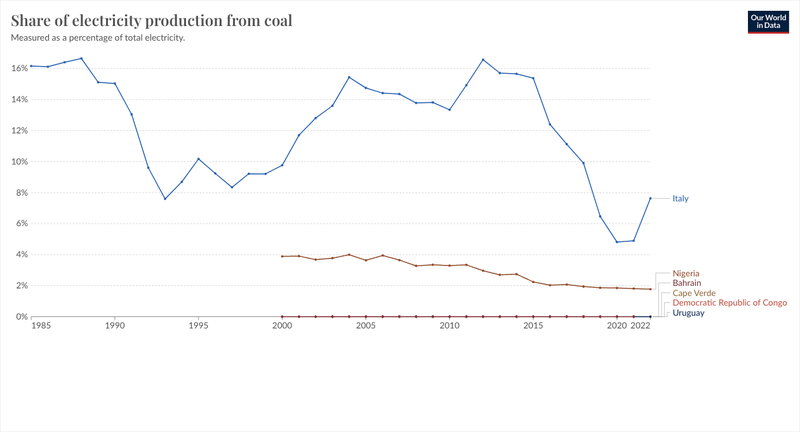 Share of electricity production from coal
Our World
in Data
Measured as a percentage of total electricity.
16%
14%
12%
10%
8%
6%
4%
2%
0%
Italy
Nigeria
Bahrain
Cape Verde
Democratic Republic of Congo
Uruguay
1985 1990 1995 2000 2005 2010 2015 2020 2022